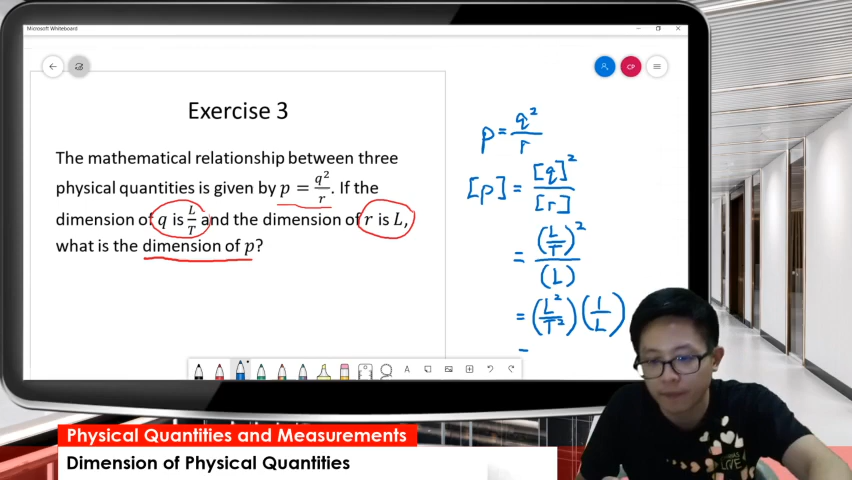 Microsoft Whiteboard
CP
Exercise 3
The mathematical relationship between three
physical quantities is given by p = q²/r. If the
dimension of q is L/T and the dimension of r is L,
what is the dimension of p?
p = q²/r
[p] = [q]²/[r]
= (L/T)²/(L)
= (L²/T²)(1/L)
=
A
Physical Quantities and Measurements
Dimension of Physical Quantities